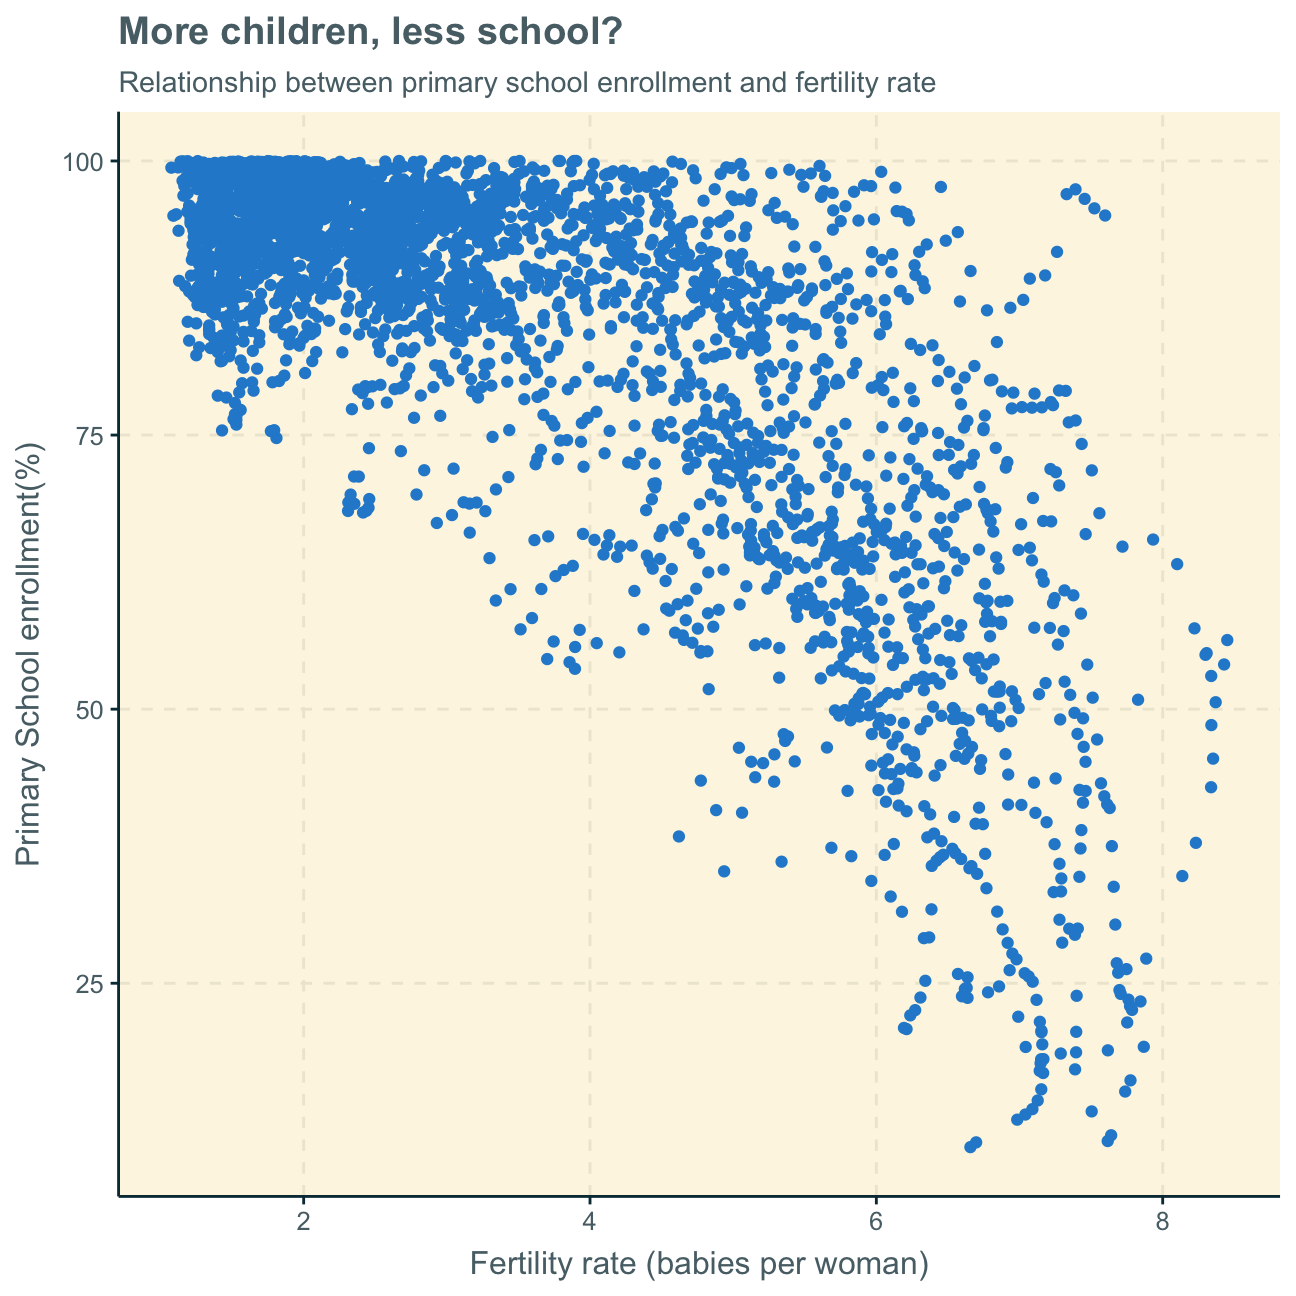 More children, less school?
Relationship between primary school enrollment and fertility rate
100
75
50
25
Primary School enrollment(%)
2 4 6 8
Fertility rate (babies per woman)